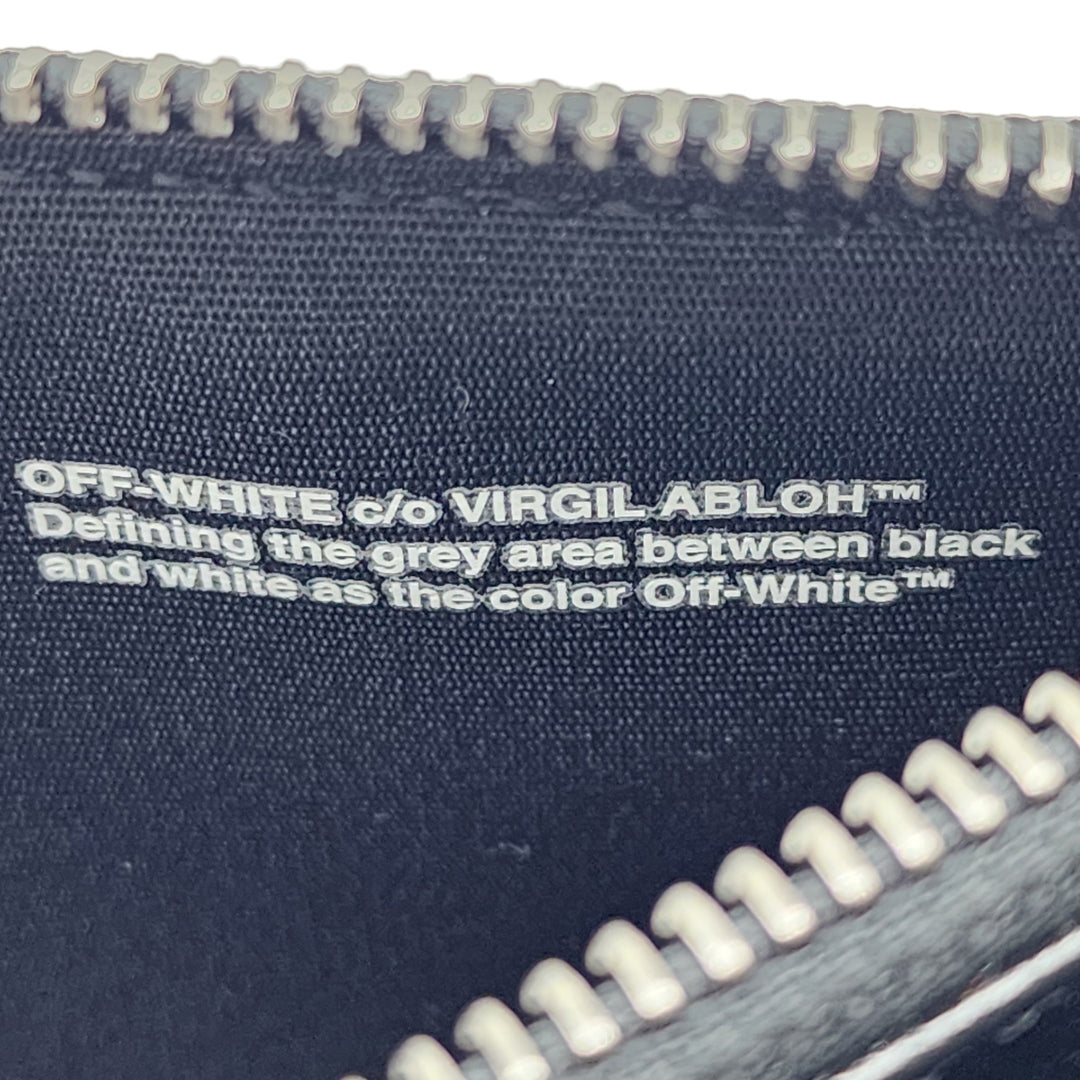 OFF-WHITE c/o VIRGIL ABLOH™
Defining the grey area between black
and white as the color Off-White™